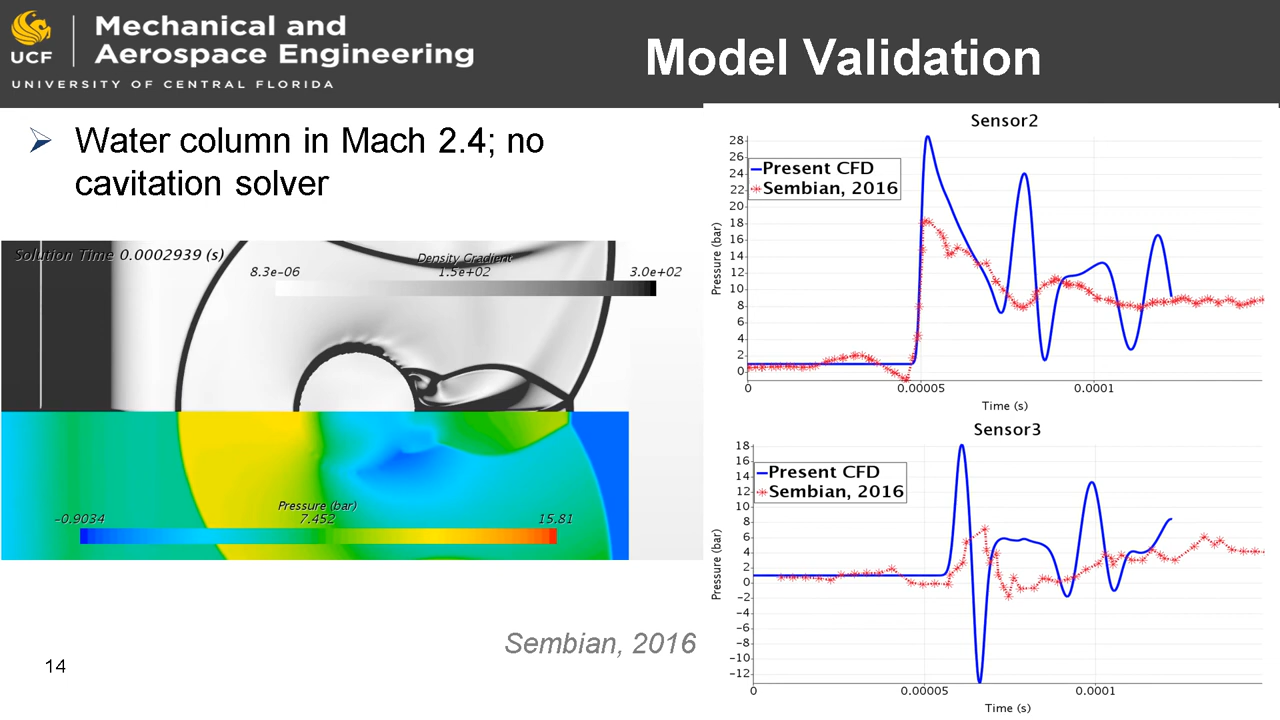 UCF
Mechanical and
Aerospace Engineering
UNIVERSITY OF CENTRAL FLORIDA
Model Validation
Water column in Mach 2.4; no
cavitation solver
Solution Time 0.0002939 (s)
Density Gradient
8.3e-06 1.5e+02 3.0e+02
Pressure (bar)
-0.9034 7.452 15.81
Sembian, 2016
14
Sensor2
Present CFD
Sembian, 2016
Pressure (bar)
28
26
24
22
20
18
16
14
12
10
8
6
4
2
0
0 0.00005 0.0001
Time (s)
Sensor3
Present CFD
Sembian, 2016
Pressure (bar)
18
16
14
12
10
8
6
4
2
0
-2
-4
-6
-8
-10
-12
0 0.00005 0.0001
Time (s)